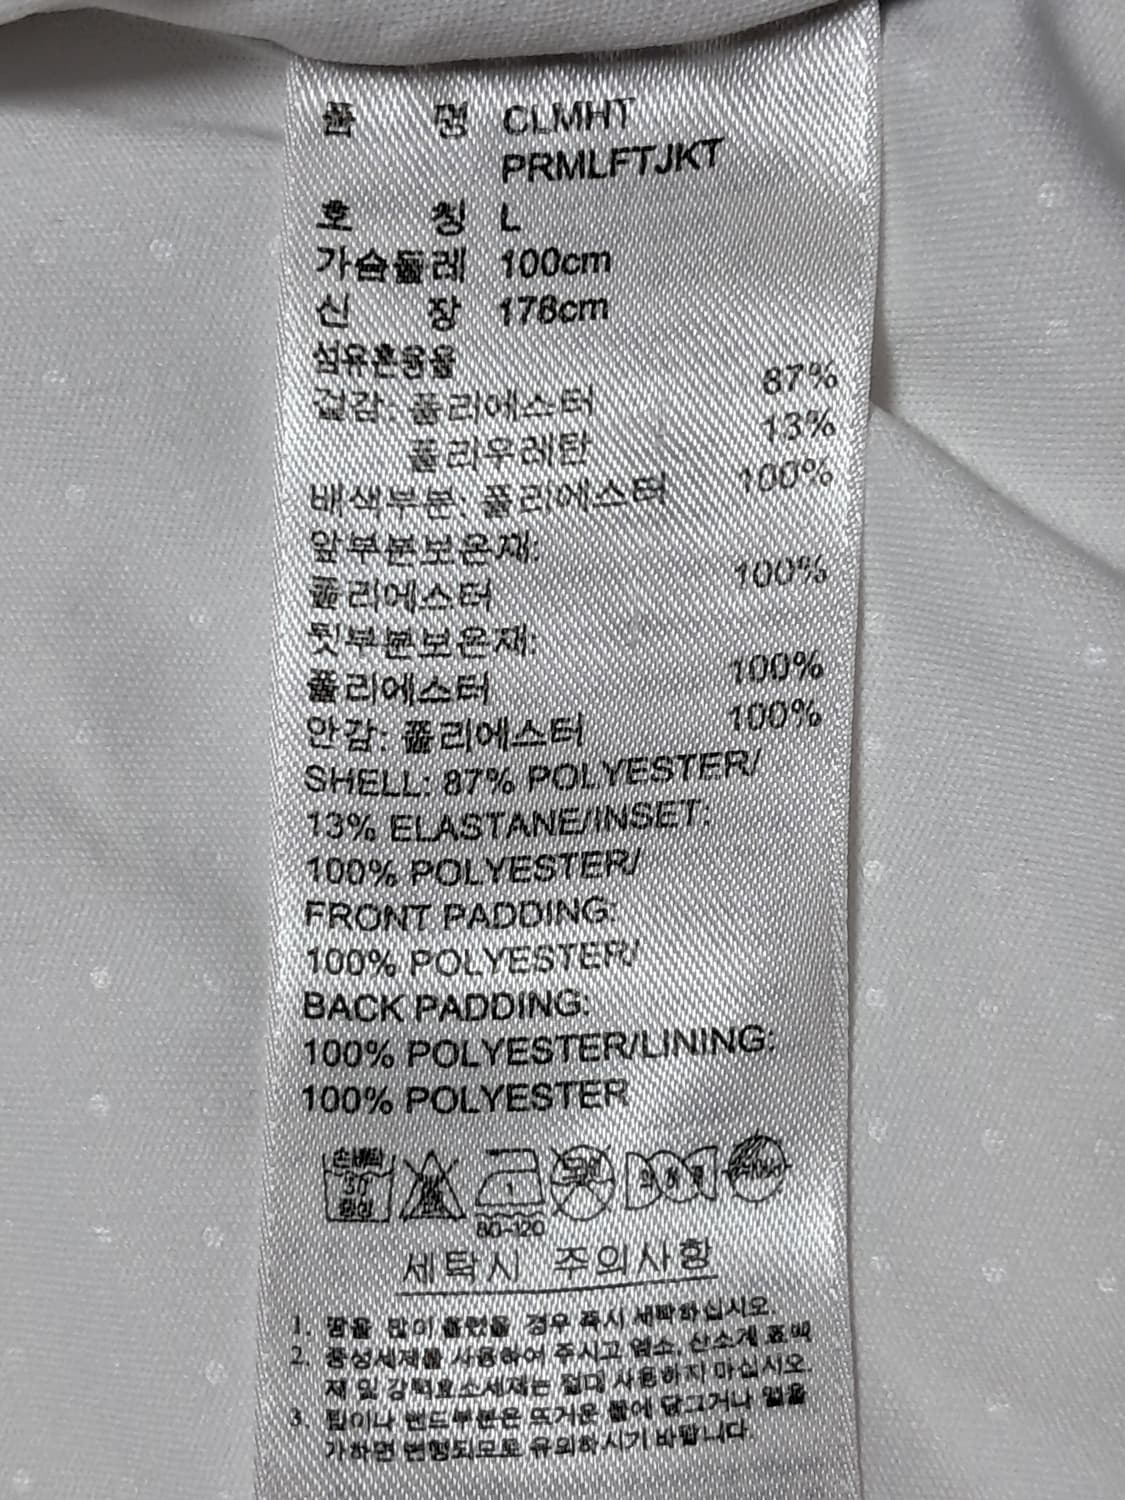 품 명 CLMHT
PRMLFTJKT
호 칭 L
가슴둘레 100cm
신 장 178cm
섬유혼용율
겉감: 폴리에스터 87%
폴리우레탄 13%
배색부분: 폴리에스터 100%
앞부분보온재:
폴리에스터 100%
뒷부분보온재:
폴리에스터 100%
안감: 폴리에스터 100%
SHELL: 87% POLYESTER/
13% ELASTANE/INSET:
100% POLYESTER/
FRONT PADDING:
100% POLYESTER/
BACK PADDING:
100% POLYESTER/LINING:
100% POLYESTER
손세탁
30
중성
80~120
세탁시 주의사항
1. 땀을 많이 흘렸을 경우 즉시 세탁하십시오.
2. 중성세제를 사용하여 주시고 염소, 산소계 표백
제 및 강력효소세제는 절대 사용하지 마십시오.
3. 팁이나 밴드부분은 뜨거운 물에 담그거나 열을
가하면 변형되므로 유의하시기 바랍니다.